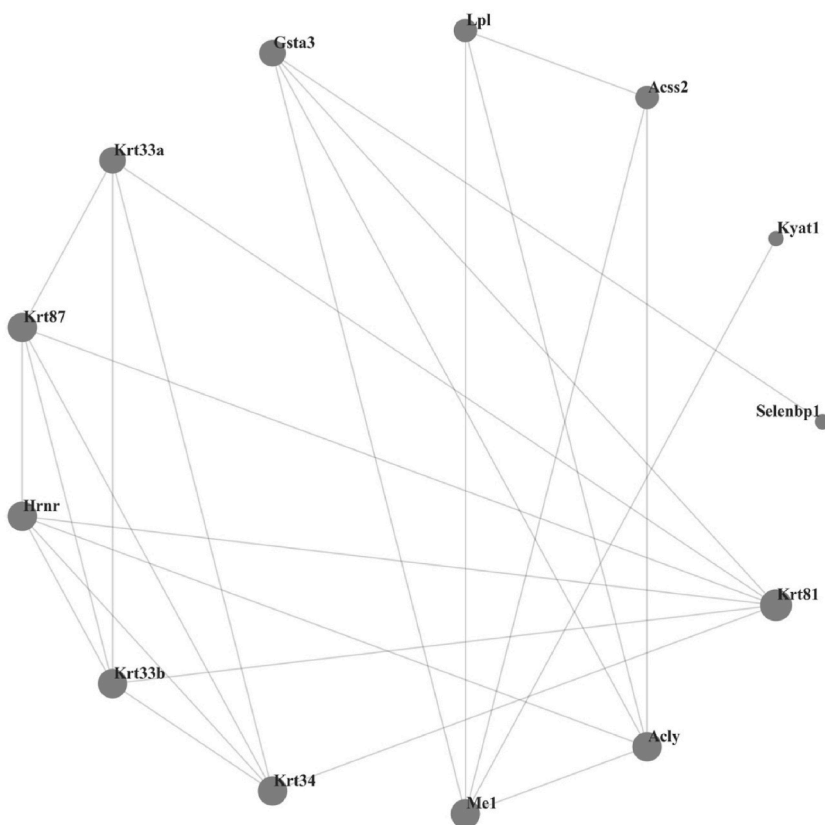 Lpl
Gsta3
Acss2
Krt33a
Kyat1
Krt87
Selenbp1
Hrnr
Krt81
Krt33b
Acly
Krt34
Me1